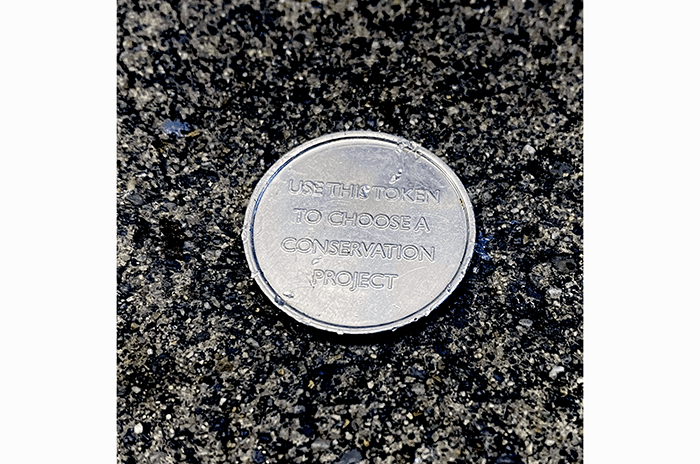 USE THIS TOKEN
TO CHOOSE A
CONSERVATION
PROJECT